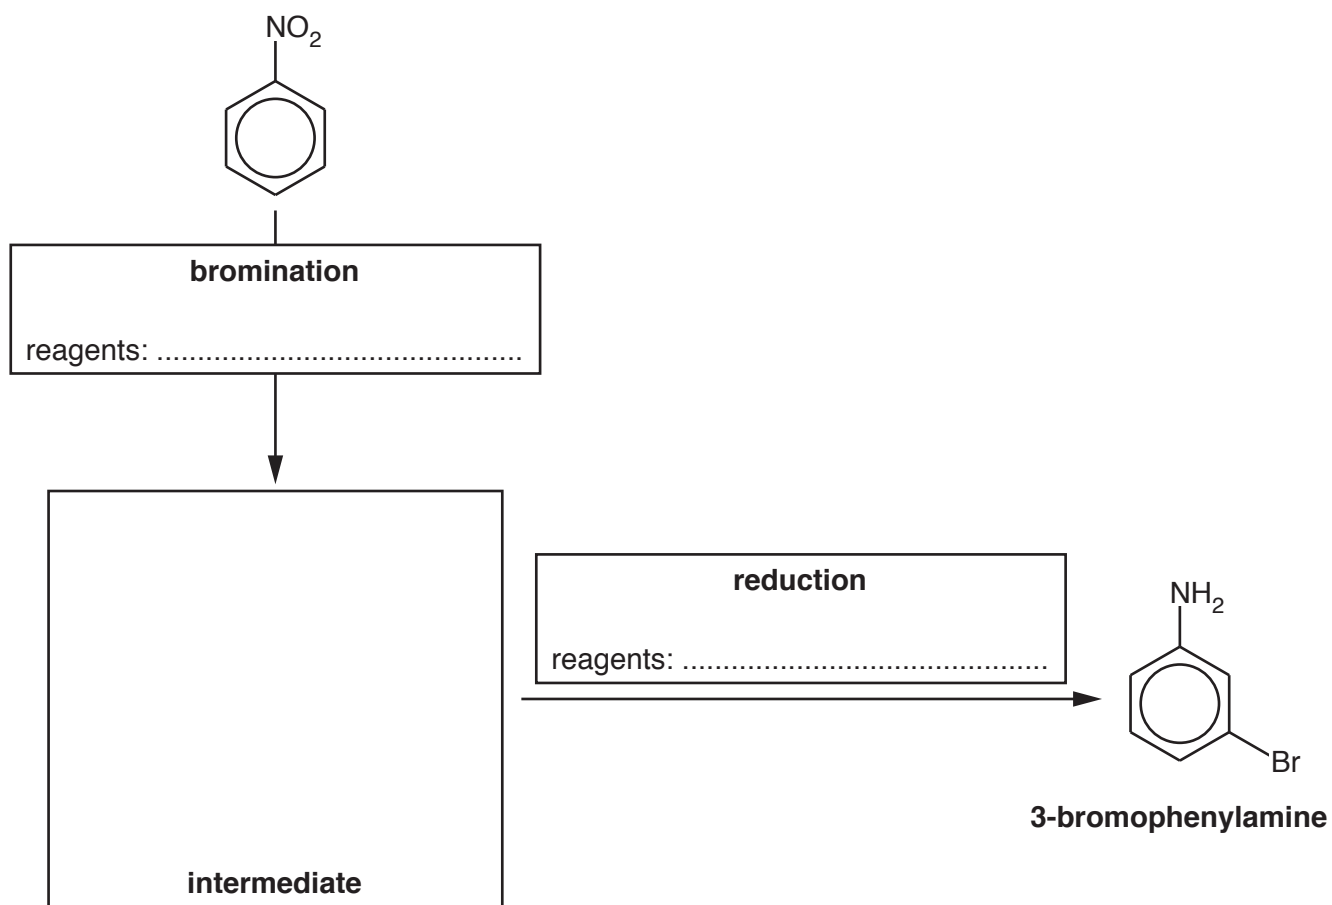 NO2
bromination
reagents: ............................................
reduction
reagents: ............................................
NH2
Br
3-bromophenylamine
intermediate